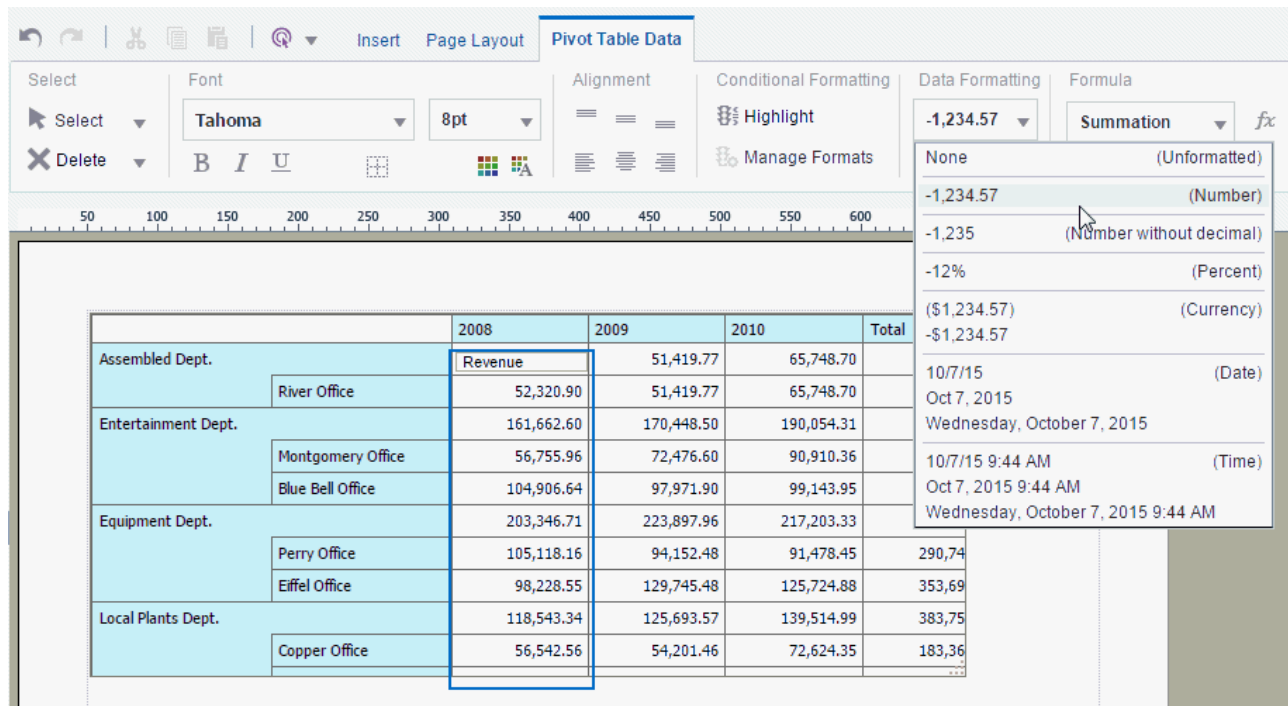 Insert Page Layout Pivot Table Data
Select Font Alignment Conditional Formatting Data Formatting Formula
Select Tahoma 8pt Highlight -1,234.57 Summation fx
Delete B I U A Manage Formats
None (Unformatted)
-1,234.57 (Number)
-1,235 (Number without decimal)
-12% (Percent)
($1,234.57) (Currency)
-$1,234.57
10/7/15 (Date)
Oct 7, 2015
Wednesday, October 7, 2015
10/7/15 9:44 AM (Time)
Oct 7, 2015 9:44 AM
Wednesday, October 7, 2015 9:44 AM
50 100 150 200 250 300 350 400 450 500 550 600
2008 2009 2010 Total
Assembled Dept. Revenue 51,419.77 65,748.70
River Office 52,320.90 51,419.77 65,748.70
Entertainment Dept. 161,662.60 170,448.50 190,054.31
Montgomery Office 56,755.96 72,476.60 90,910.36
Blue Bell Office 104,906.64 97,971.90 99,143.95
Equipment Dept. 203,346.71 223,897.96 217,203.33
Perry Office 105,118.16 94,152.48 91,478.45 290,74
Eiffel Office 98,228.55 129,745.48 125,724.88 353,69
Local Plants Dept. 118,543.34 125,693.57 139,514.99 383,75
Copper Office 56,542.56 54,201.46 72,624.35 183,36